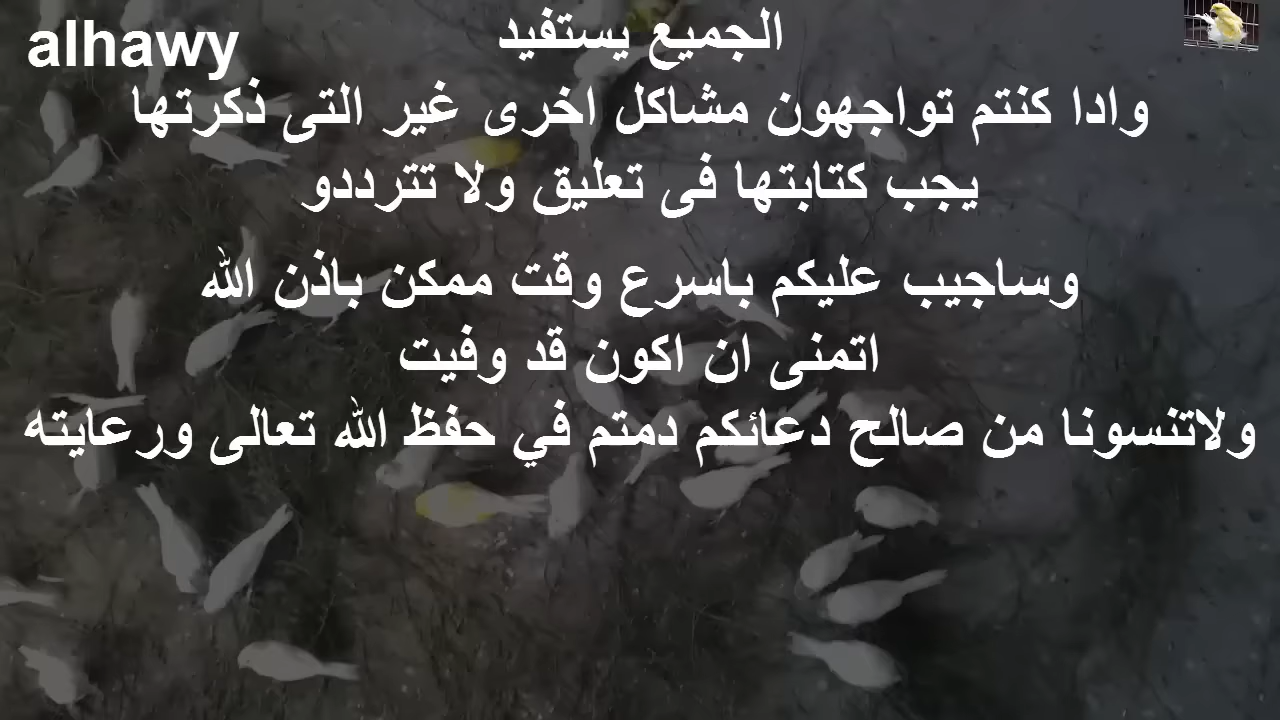 alhawy
الجميع يستفيد
وادا كنتم تواجهون مشاكل اخرى غير التى ذكرتها
يجب كتابتها فى تعليق ولا تترددو
وساجيب عليكم باسرع وقت ممكن باذن الله
اتمنى ان اكون قد وفيت
ولاتنسونا من صالح دعائكم دمتم في حفظ الله تعالى ورعايته